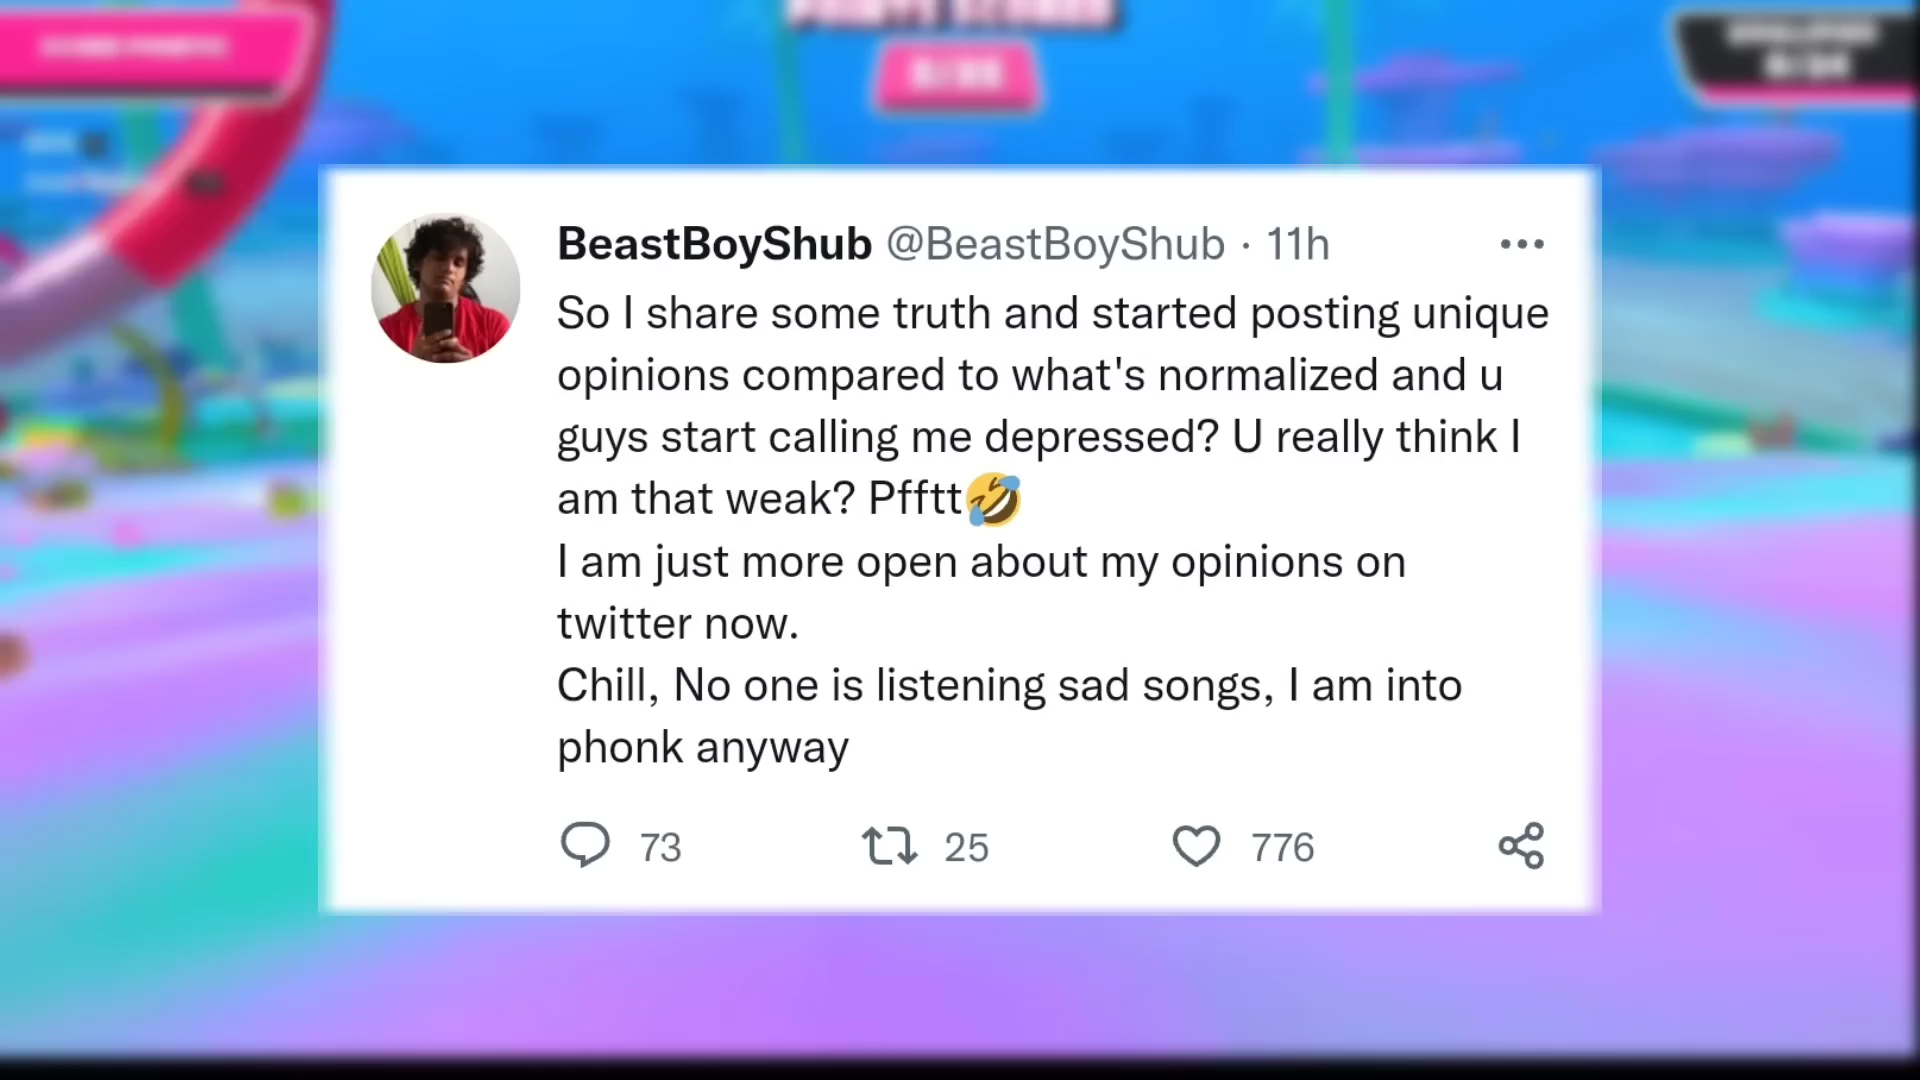 POINTS SCORED
BeastBoyShub @BeastBoyShub · 11h
So I share some truth and started posting unique
opinions compared to what's normalized and u
guys start calling me depressed? U really think I
am that weak? Pfftt🤣
I am just more open about my opinions on
twitter now.
Chill, No one is listening sad songs, I am into
phonk anyway
73 25 776